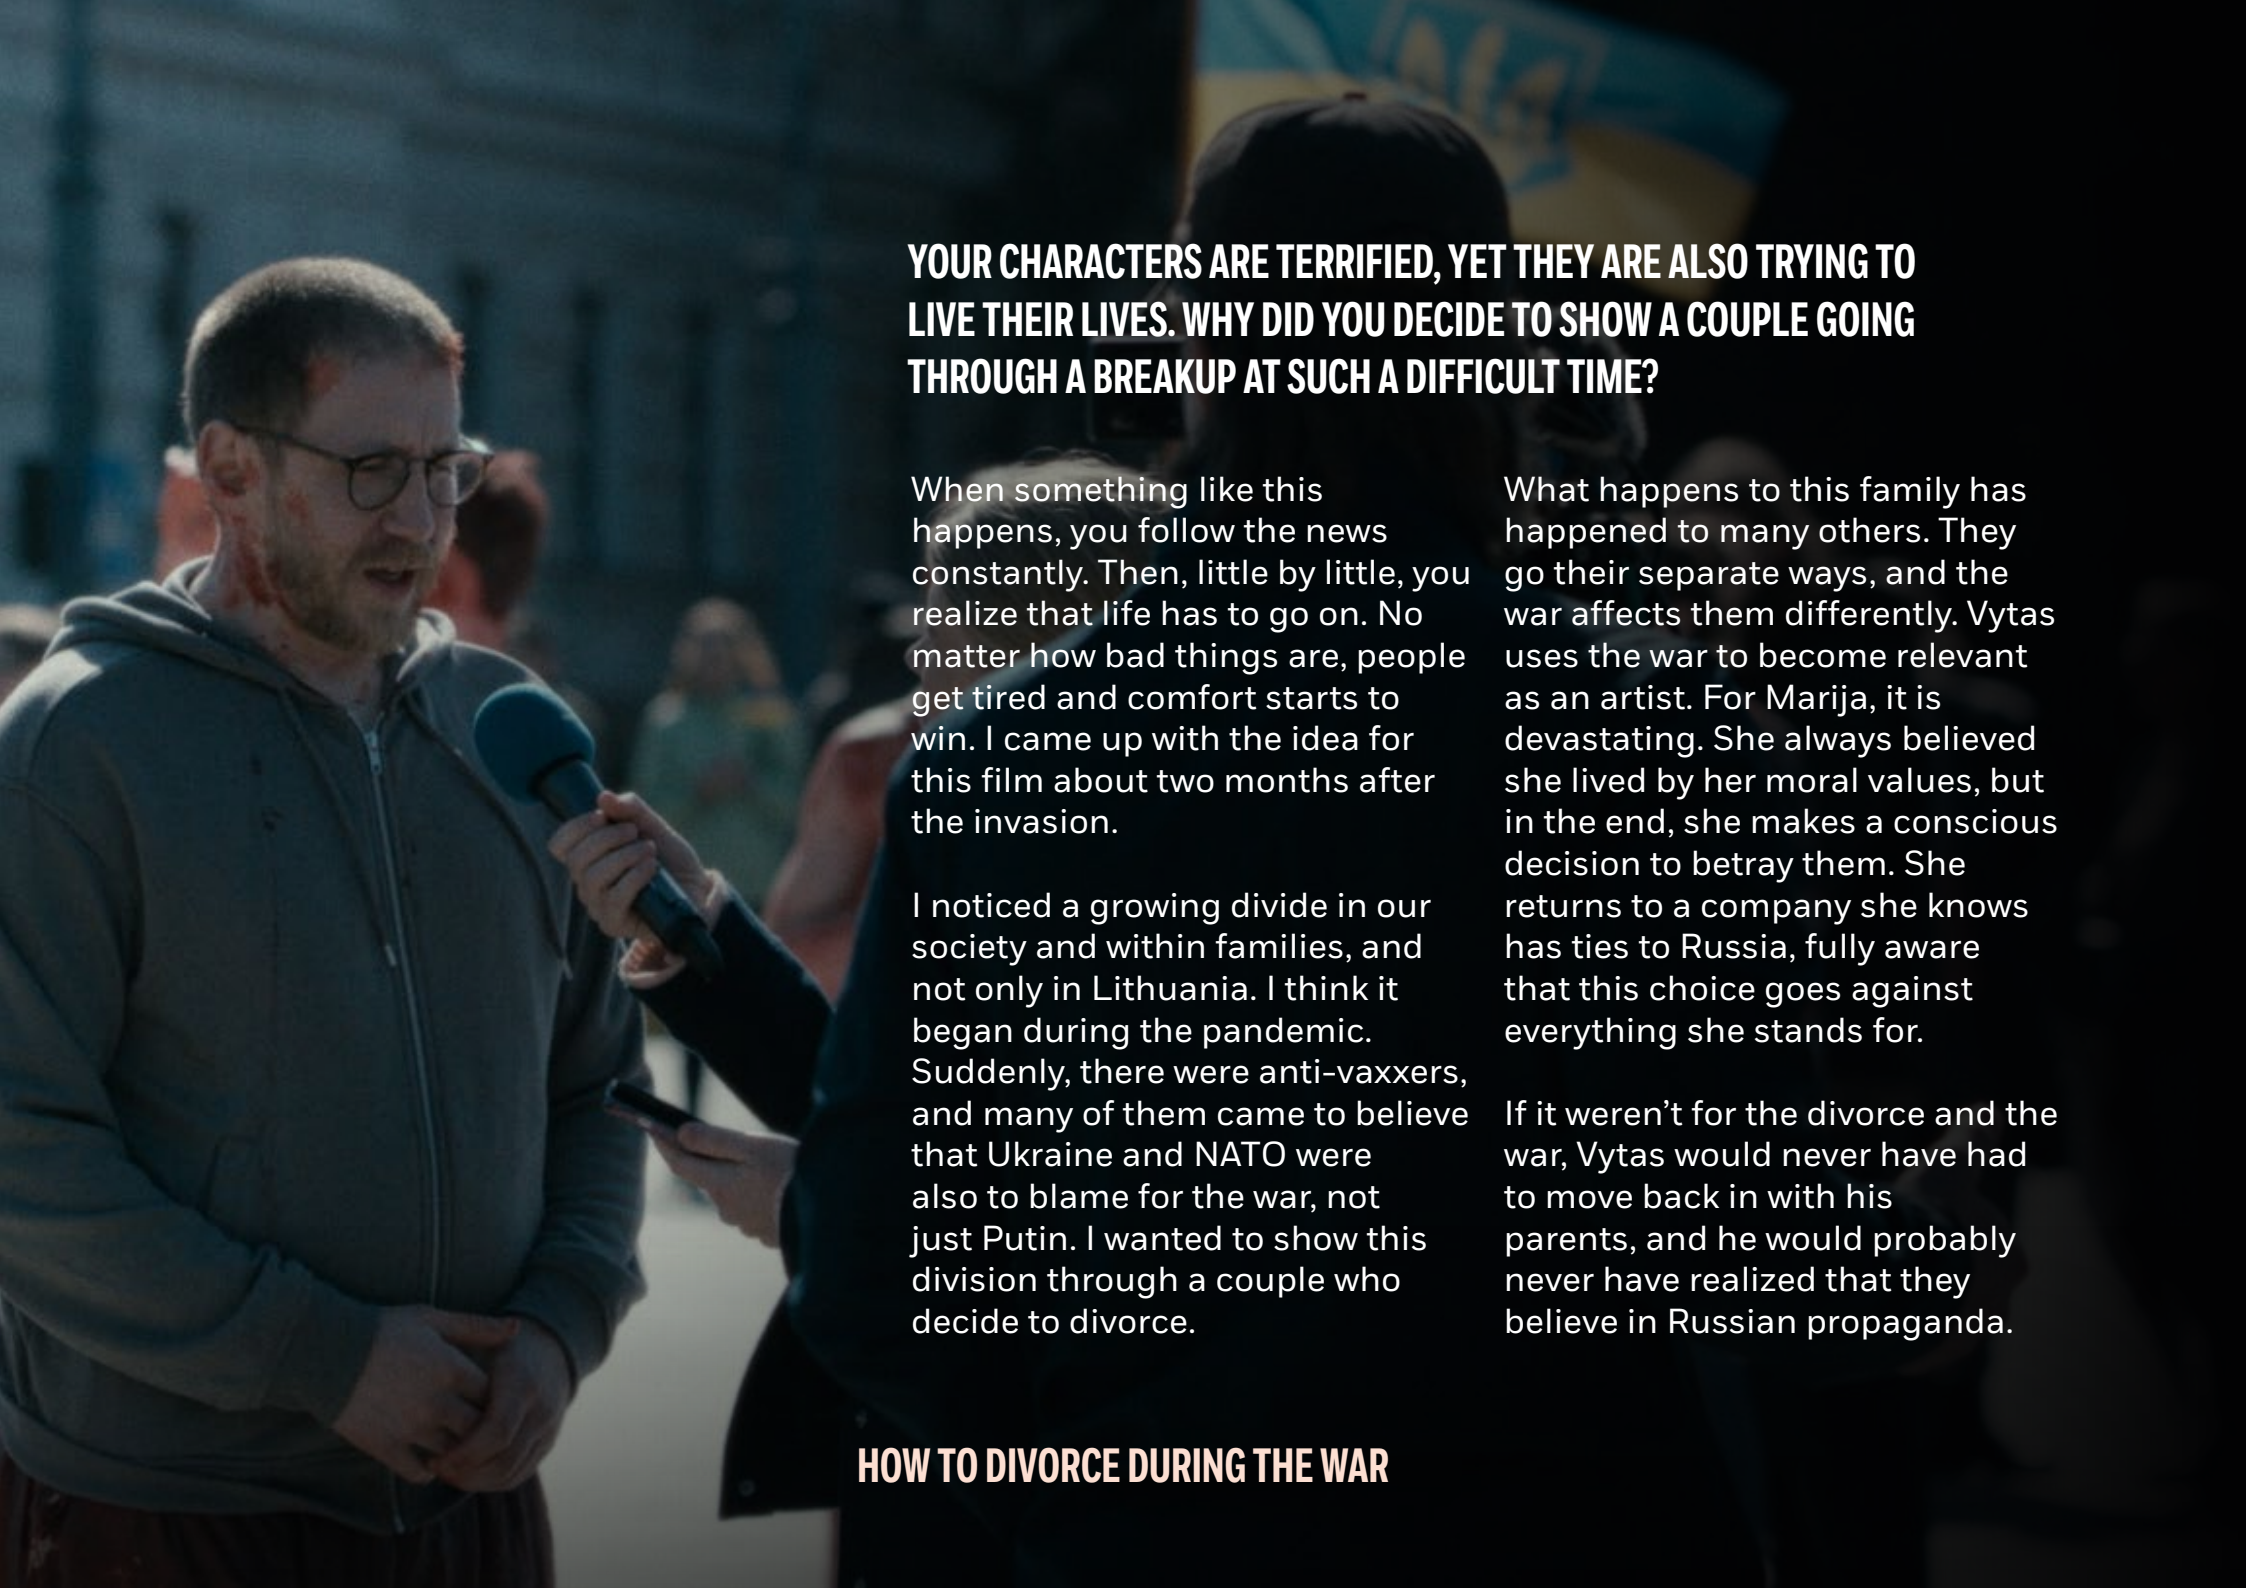 YOUR CHARACTERS ARE TERRIFIED, YET THEY ARE ALSO TRYING TO
LIVE THEIR LIVES. WHY DID YOU DECIDE TO SHOW A COUPLE GOING
THROUGH A BREAKUP AT SUCH A DIFFICULT TIME?
When something like this
happens, you follow the news
constantly. Then, little by little, you
realize that life has to go on. No
matter how bad things are, people
get tired and comfort starts to
win. I came up with the idea for
this film about two months after
the invasion.
I noticed a growing divide in our
society and within families, and
not only in Lithuania. I think it
began during the pandemic.
Suddenly, there were anti-vaxxers,
and many of them came to believe
that Ukraine and NATO were
also to blame for the war, not
just Putin. I wanted to show this
division through a couple who
decide to divorce.
What happens to this family has
happened to many others. They
go their separate ways, and the
war affects them differently. Vytas
uses the war to become relevant
as an artist. For Marija, it is
devastating. She always believed
she lived by her moral values, but
in the end, she makes a conscious
decision to betray them. She
returns to a company she knows
has ties to Russia, fully aware
that this choice goes against
everything she stands for.
If it weren’t for the divorce and the
war, Vytas would never have had
to move back in with his
parents, and he would probably
never have realized that they
believe in Russian propaganda.
HOW TO DIVORCE DURING THE WAR